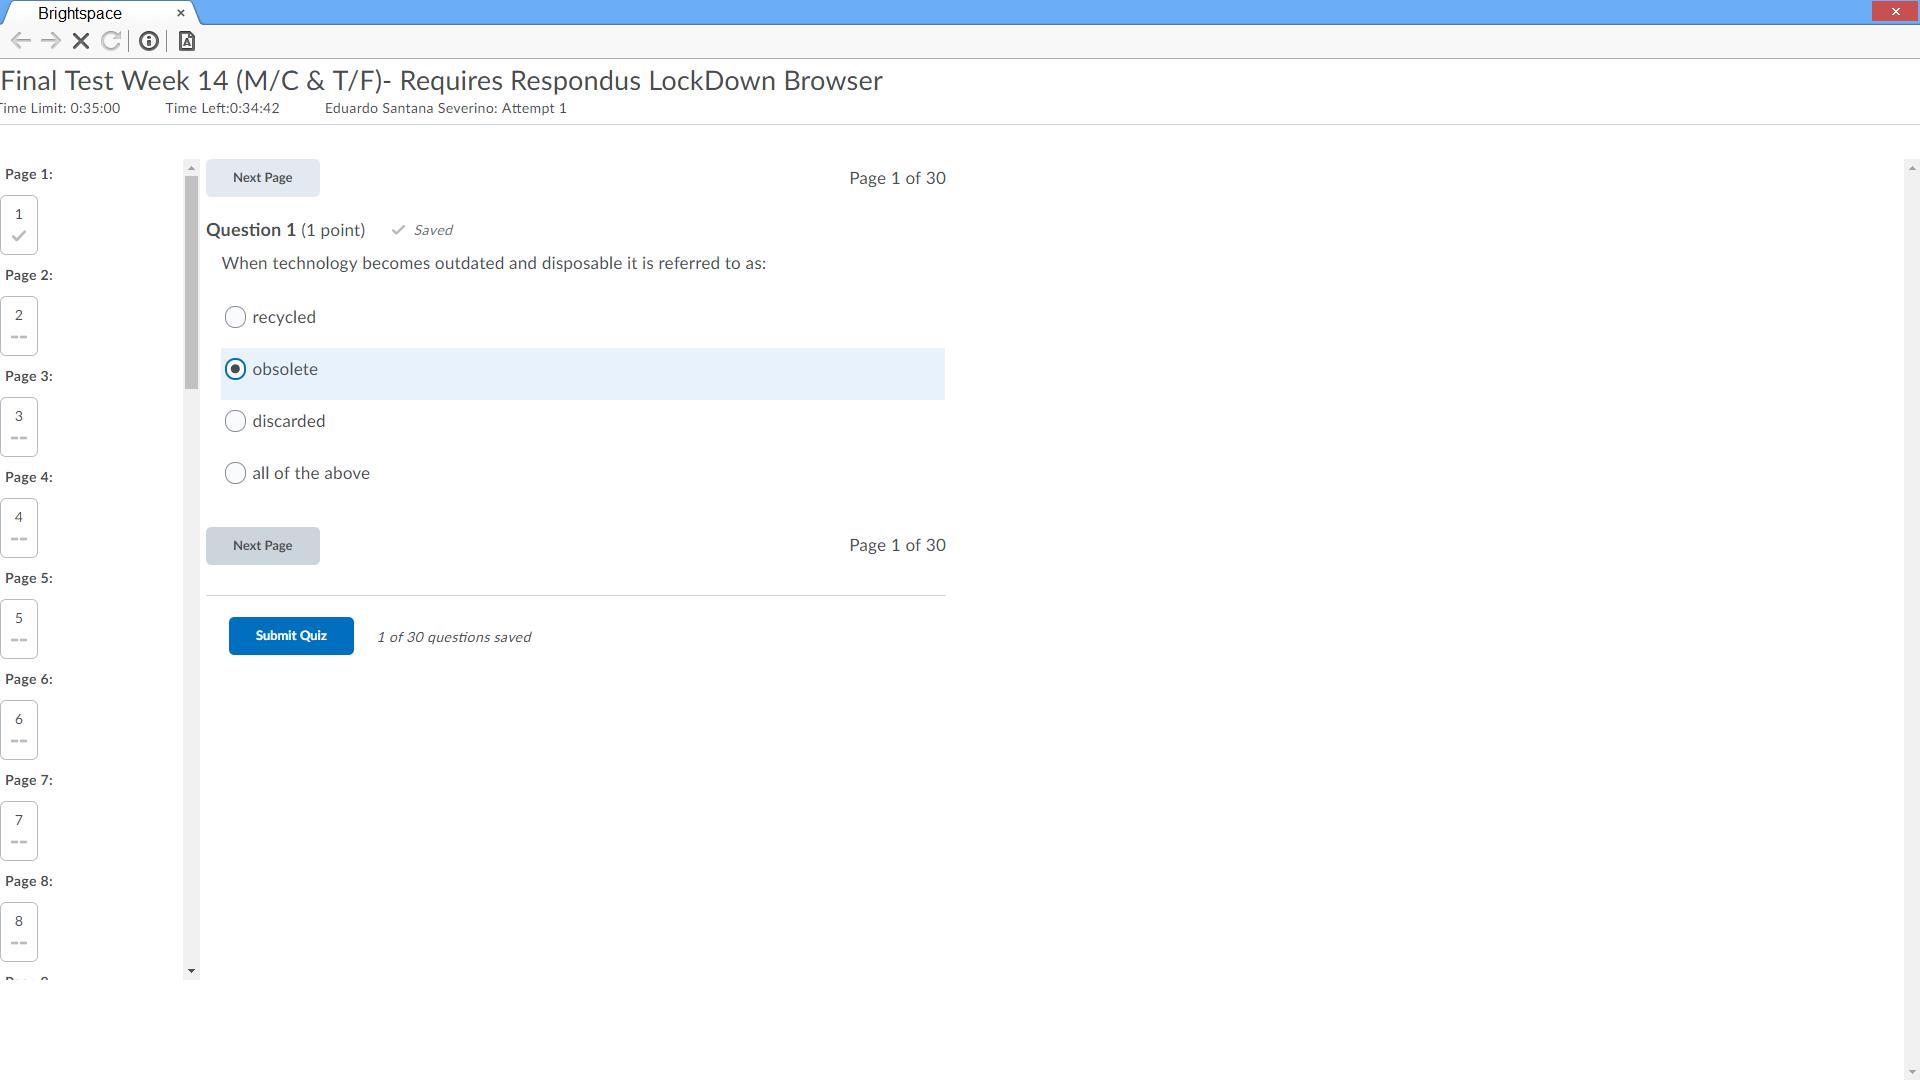 Brightspace
Final Test Week 14 (M/C & T/F)- Requires Respondus LockDown Browser
Time Limit: 0:35:00 Time Left:0:34:42 Eduardo Santana Severino: Attempt 1
Page 1:
1
Page 2:
2
--
Page 3:
3
--
Page 4:
4
--
Page 5:
5
--
Page 6:
6
--
Page 7:
7
--
Page 8:
8
--
Next Page Page 1 of 30
Question 1 (1 point) Saved
When technology becomes outdated and disposable it is referred to as:
recycled
obsolete
discarded
all of the above
Next Page Page 1 of 30
Submit Quiz 1 of 30 questions saved